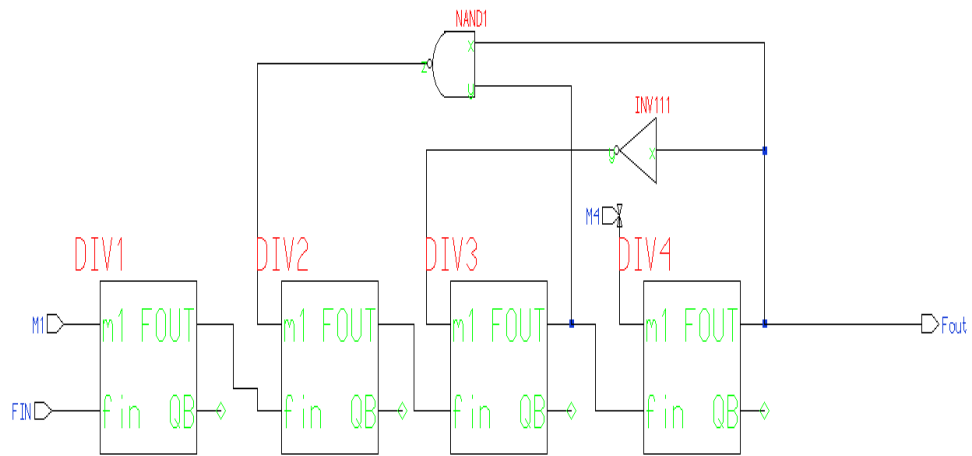 NAND1
x
z
y
INV111
y x
M4
DIV1 DIV2 DIV3 DIV4
M1 m1 FOUT m1 FOUT m1 FOUT m1 FOUT Fout
FIN fin QB fin QB fin QB fin QB